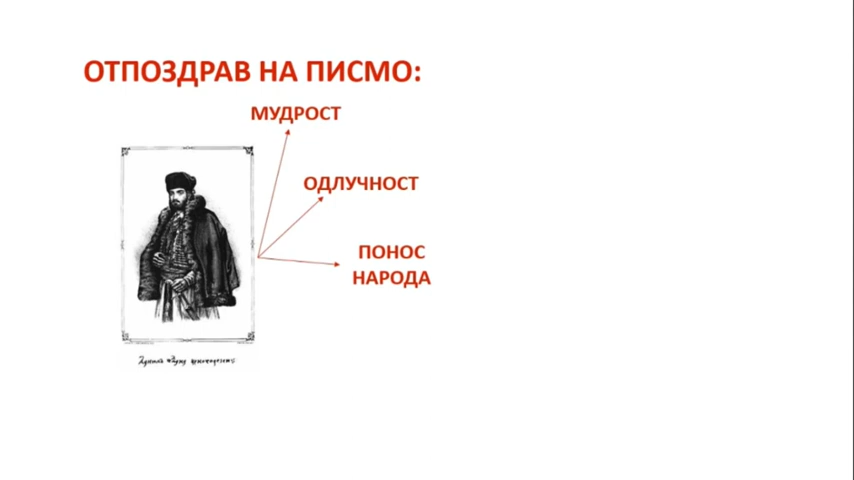 ОТПОЗДРАВ НА ПИСМО:
МУДРОСТ
ОДЛУЧНОСТ
ПОНОС
НАРОДА